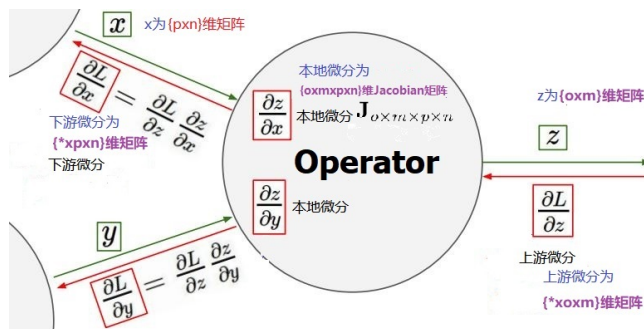 x
x为{pxn}维矩阵
∂L/∂x = ∂L/∂z ∂z/∂x
下游微分为
{*xpxn}维矩阵
下游微分
本地微分为
{oxmxpxn}维Jacobian矩阵
∂z/∂x 本地微分 J o×m×p×n
Operator
∂z/∂y 本地微分
y
∂L/∂y = ∂L/∂z ∂z/∂y
z为{oxm}维矩阵
z
∂L/∂z
上游微分
上游微分为
{*xoxm}维矩阵